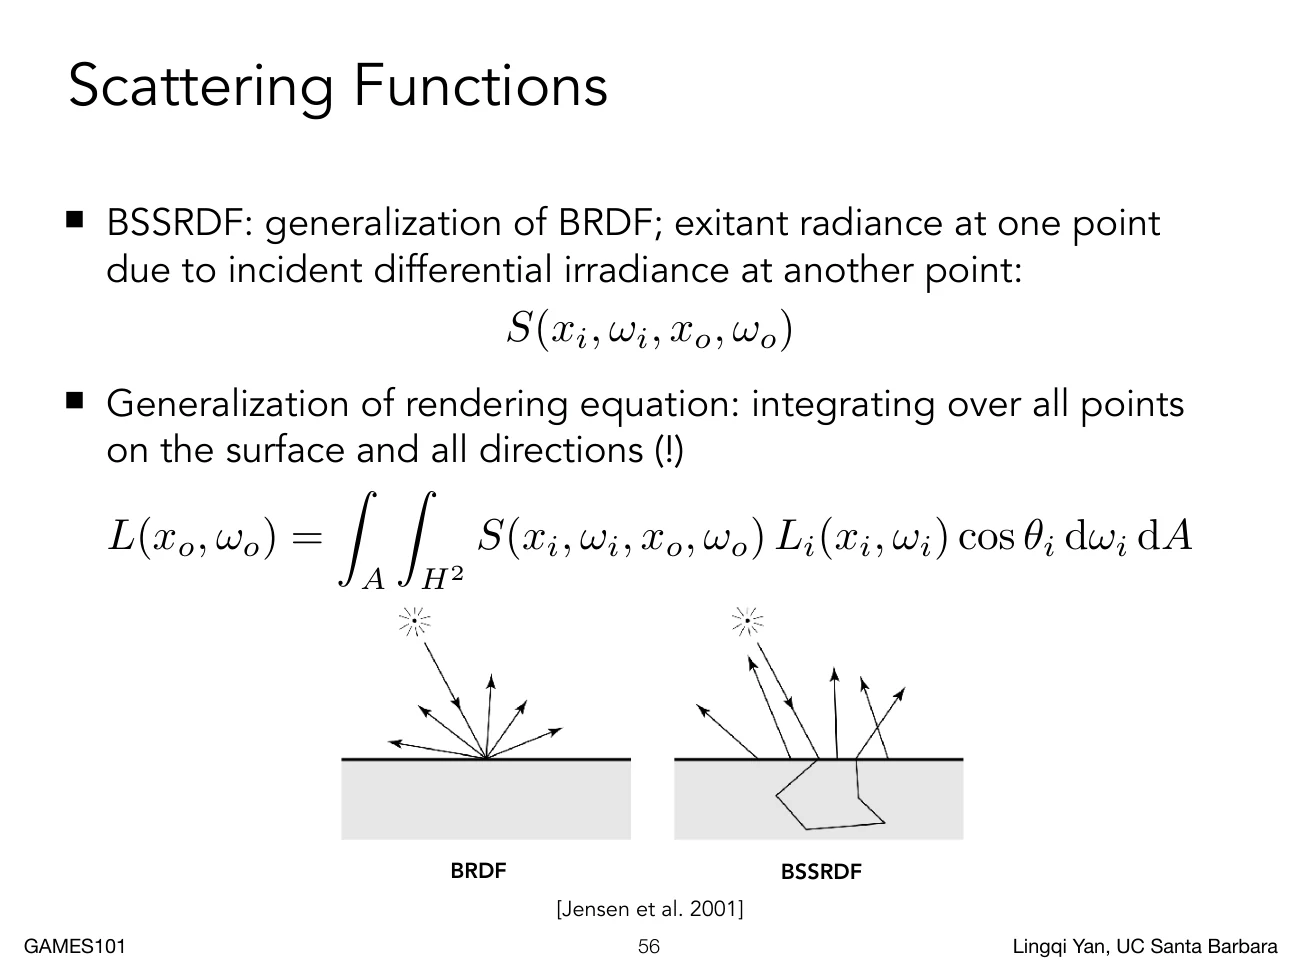 Scattering Functions
■ BSSRDF: generalization of BRDF; exitant radiance at one point
due to incident differential irradiance at another point:
S(x_i, ω_i, x_o, ω_o)
■ Generalization of rendering equation: integrating over all points
on the surface and all directions (!)
L(x_o, ω_o) = ∫_A ∫_{H^2} S(x_i, ω_i, x_o, ω_o) L_i(x_i, ω_i) cos θ_i dω_i dA
BRDF
BSSRDF
[Jensen et al. 2001]
GAMES101
56
Lingqi Yan, UC Santa Barbara